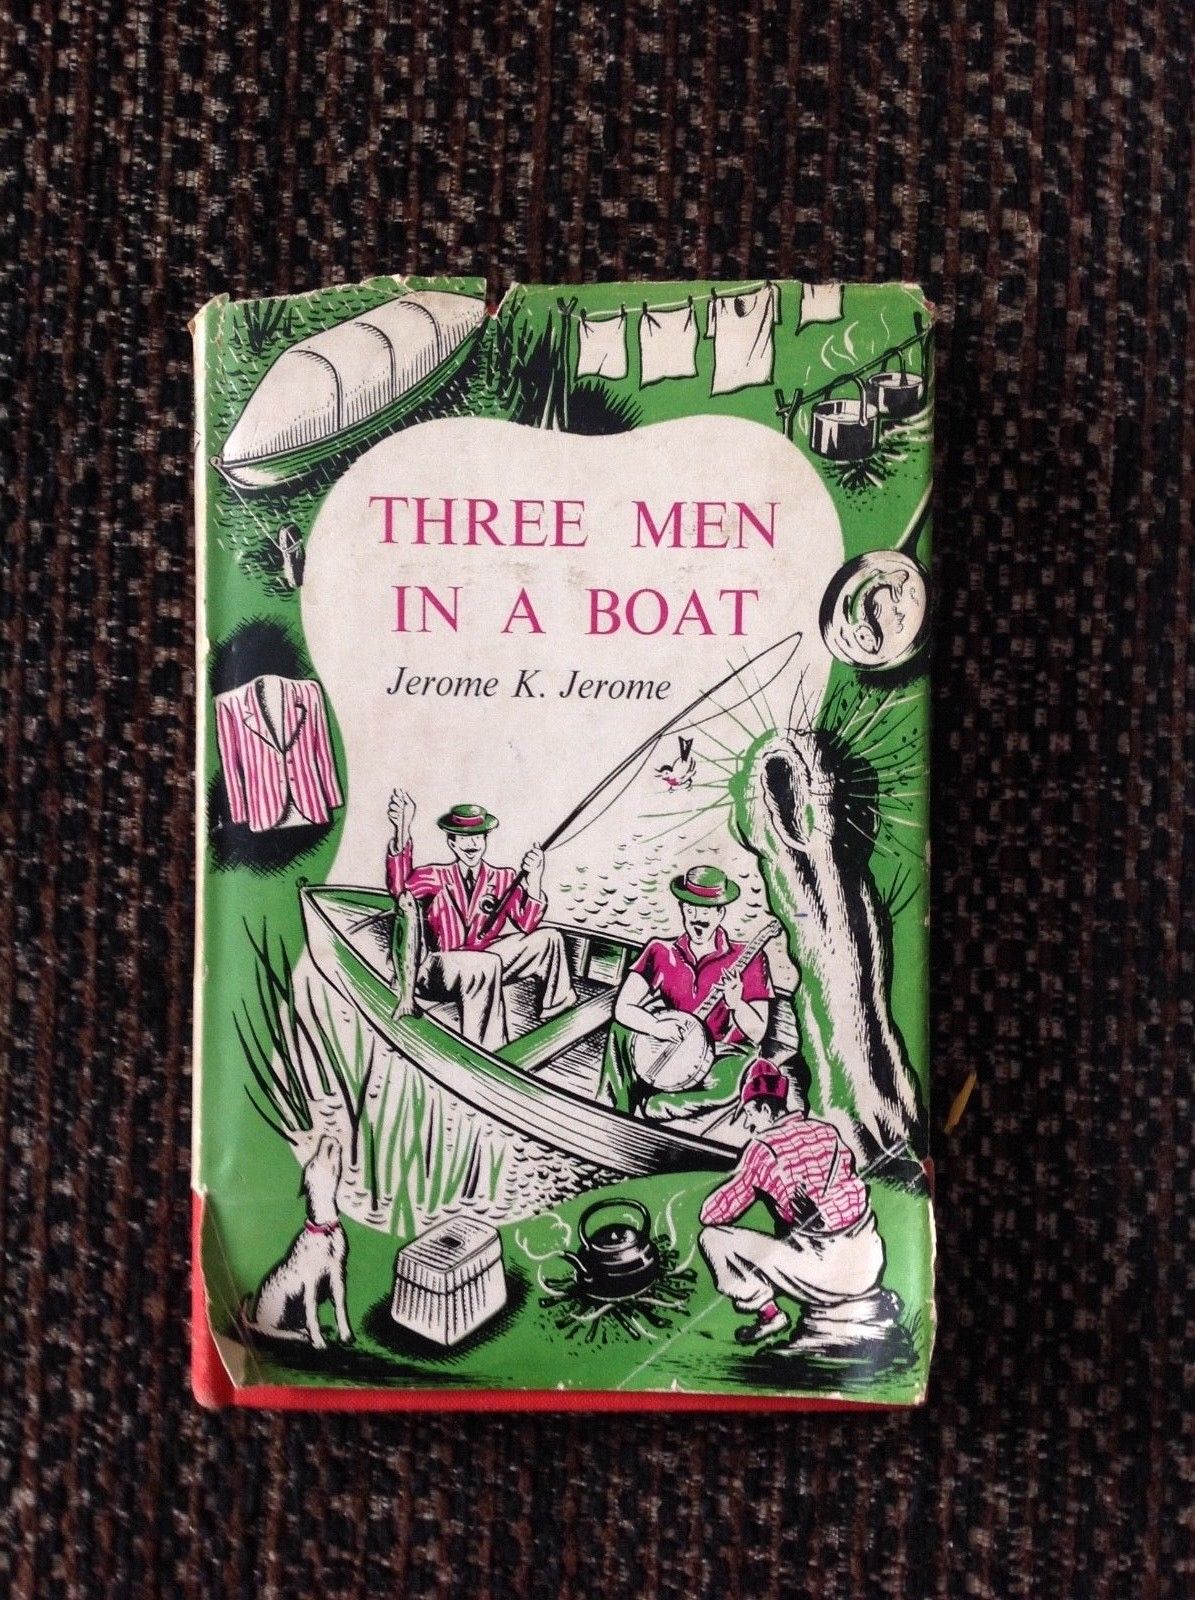 THREE MEN
IN A BOAT
Jerome K. Jerome